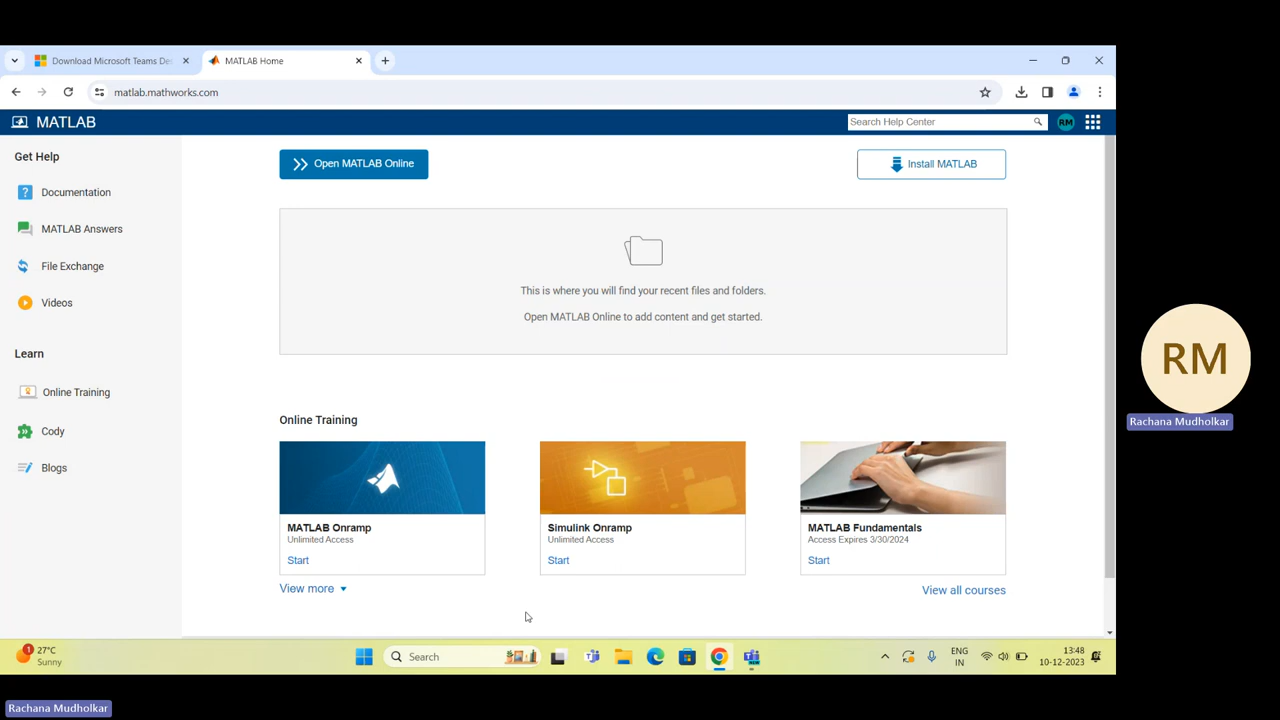 Download Microsoft Teams Des
MATLAB Home
matlab.mathworks.com
MATLAB
Search Help Center
RM
Get Help
Documentation
MATLAB Answers
File Exchange
Videos
Learn
Online Training
Cody
Blogs
Open MATLAB Online
Install MATLAB
This is where you will find your recent files and folders.
Open MATLAB Online to add content and get started.
Online Training
MATLAB Onramp
Unlimited Access
Start
Simulink Onramp
Unlimited Access
Start
MATLAB Fundamentals
Access Expires 3/30/2024
Start
View more
View all courses
RM
Rachana Mudholkar
1
27°C
Sunny
Search
ENG
IN
13:48
10-12-2023
Rachana Mudholkar